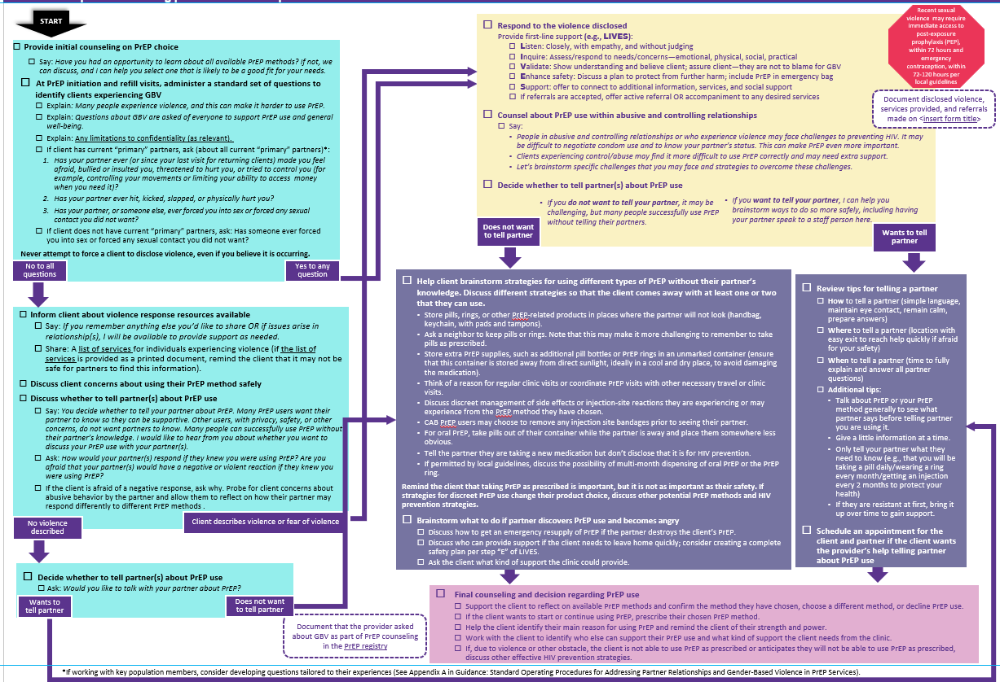 START
☐ Provide initial counseling on PrEP choice
☐ Say: Have you had an opportunity to learn about all available PrEP methods? If not, we
can discuss, and I can help you select one that is likely to be a good fit for your needs.
☐ At PrEP initiation and refill visits, administer a standard set of questions to
identify clients experiencing GBV
☐ Explain: Many people experience violence, and this can make it harder to use PrEP.
☐ Explain: Questions about GBV are asked of everyone to support PrEP use and general
well-being.
☐ Explain: Any limitations to confidentiality (as relevant).
☐ If client has current “primary” partners, ask (about all current “primary” partners)*:
1. Has your partner ever (or since your last visit for returning clients) made you feel
afraid, bullied or insulted you, threatened to hurt you, or tried to control you (for
example, controlling your movements or limiting your ability to access money
when you need it)?
2. Has your partner ever hit, kicked, slapped, or physically hurt you?
3. Has your partner, or someone else, ever forced you into sex or forced any sexual
contact you did not want?
☐ If client does not have current “primary” partners, ask: Has someone ever forced
you into sex or forced any sexual contact you did not want?
Never attempt to force a client to disclose violence, even if you believe it is occurring.
No to all
questions
Yes to any
question
☐ Inform client about violence response resources available
☐ Say: If you remember anything else you’d like to share OR if issues arise in
relationship(s), I will be available to provide support as needed.
☐ Share: A list of services for individuals experiencing violence (if the list of
services is provided as a printed document, remind the client that it may not be
safe for partners to find this information).
☐ Discuss client concerns about using their PrEP method safely
☐ Discuss whether to tell partner(s) about PrEP use
☐ Say: You decide whether to tell your partner about PrEP. Many PrEP users want their
partner to know so they can be supportive. Other users, with privacy, safety, or other
concerns, do not want partners to know. Many people can successfully use PrEP without
their partner’s knowledge. I would like to hear from you about whether you want to
discuss your PrEP use with your partner(s).
☐ Ask: How would your partner(s) respond if they knew you were using PrEP? Are you
afraid that your partner(s) would have a negative or violent reaction if they knew you
were using PrEP?
☐ If the client is afraid of a negative response, ask why. Probe for client concerns about
abusive behavior by the partner and allow them to reflect on how their partner may
respond differently to different PrEP methods .
No violence
described
Client describes violence or fear of violence
☐ Decide whether to tell partner(s) about PrEP use
☐ Ask: Would you like to talk with your partner about PrEP?
Wants to
tell partner
Does not want
to tell partner
Document that the provider asked
about GBV as part of PrEP counseling
in the PrEP registry
☐ Respond to the violence disclosed
Provide first-line support (e.g., LIVES):
☐ Listen: Closely, with empathy, and without judging
☐ Inquire: Assess/respond to needs/concerns—emotional, physical, social, practical
☐ Validate: Show understanding and believe client; assure client—they are not to blame for GBV
☐ Enhance safety: Discuss a plan to protect from further harm; include PrEP in emergency bag
☐ Support: offer to connect to additional information, services, and social support
☐ If referrals are accepted, offer active referral OR accompaniment to any desired services
☐ Counsel about PrEP use within abusive and controlling relationships
☐ Say:
• People in abusive and controlling relationships or who experience violence may face challenges to preventing HIV. It may
be difficult to negotiate condom use and to know your partner’s status. This can make PrEP even more important.
• Clients experiencing control/abuse may find it more difficult to use PrEP correctly and may need extra support.
• Let’s brainstorm specific challenges that you may face and strategies to overcome these challenges.
☐ Decide whether to tell partner(s) about PrEP use
• If you do not want to tell your partner, it may be
challenging, but many people successfully use PrEP
without telling their partners.
• If you want to tell your partner, I can help you
brainstorm ways to do so more safely, including having
your partner speak to a staff person here.
Does not want
to tell partner
Wants to tell
partner
Recent sexual
violence may require
immediate access to
post-exposure
prophylaxis (PEP),
within 72 hours and
emergency
contraception, within
72-120 hours per
local guidelines
Document disclosed violence,
services provided, and referrals
made on <insert form title>
☐ Help client brainstorm strategies for using different types of PrEP without their partner’s
knowledge. Discuss different strategies so that the client comes away with at least one or two
that they can use.
• Store pills, rings, or other PrEP-related products in places where the partner will not look (handbag,
keychain, with pads and tampons).
• Ask a neighbor to keep pills or rings. Note that this may make it more challenging to remember to take
pills as prescribed.
• Store extra PrEP supplies, such as additional pill bottles or PrEP rings in an unmarked container (ensure
that this container is stored away from direct sunlight, ideally in a cool and dry place, to avoid damaging
the medication).
• Think of a reason for regular clinic visits or coordinate PrEP visits with other necessary travel or clinic
visits.
• Discuss discreet management of side effects or injection-site reactions they are experiencing or may
experience from the PrEP method they have chosen.
• CAB PrEP users may choose to remove any injection site bandages prior to seeing their partner.
• For oral PrEP, take pills out of their container while the partner is away and place them somewhere less
obvious.
• Tell the partner they are taking a new medication but don’t disclose that it is for HIV prevention.
• If permitted by local guidelines, discuss the possibility of multi-month dispensing of oral PrEP or the PrEP
ring.
Remind the client that taking PrEP as prescribed is important, but it is not as important as their safety. If
strategies for discreet PrEP use change their product choice, discuss other potential PrEP methods and HIV
prevention strategies.
☐ Brainstorm what to do if partner discovers PrEP use and becomes angry
☐ Discuss how to get an emergency resupply of PrEP if the partner destroys the client’s PrEP.
☐ Discuss who can provide support if the client needs to leave home quickly; consider creating a complete
safety plan per step “E” of LIVES.
☐ Ask the client what kind of support the clinic could provide.
☐ Review tips for telling a partner
☐ How to tell a partner (simple language,
maintain eye contact, remain calm,
prepare answers)
☐ Where to tell a partner (location with
easy exit to reach help quickly if afraid
for your safety)
☐ When to tell a partner (time to fully
explain and answer all partner
questions)
☐ Additional tips:
• Talk about PrEP or your PrEP
method generally to see what
partner says before telling partner
you are using it.
• Give a little information at a time.
• Only tell your partner what they
need to know (e.g., that you will be
taking a pill daily/wearing a ring
every month/getting an injection
every 2 months to protect your
health)
• If they are resistant at first, bring it
up over time to gain support.
☐ Schedule an appointment for the
client and partner if the client wants
the provider’s help telling partner
about PrEP use
☐ Final counseling and decision regarding PrEP use
☐ Support the client to reflect on available PrEP methods and confirm the method they have chosen, choose a different method, or decline PrEP use.
☐ If the client wants to start or continue using PrEP, prescribe their chosen PrEP method.
☐ Help the client identify their main reason for using PrEP and remind the client of their strength and power.
☐ Work with the client to identify who else can support their PrEP use and what kind of support the client needs from the clinic.
☐ If, due to violence or other obstacle, the client is not able to use PrEP as prescribed or anticipates they will not be able to use PrEP as prescribed,
discuss other effective HIV prevention strategies.
*If working with key population members, consider developing questions tailored to their experiences (See Appendix A in Guidance: Standard Operating Procedures for Addressing Partner Relationships and Gender-Based Violence in PrEP Services).